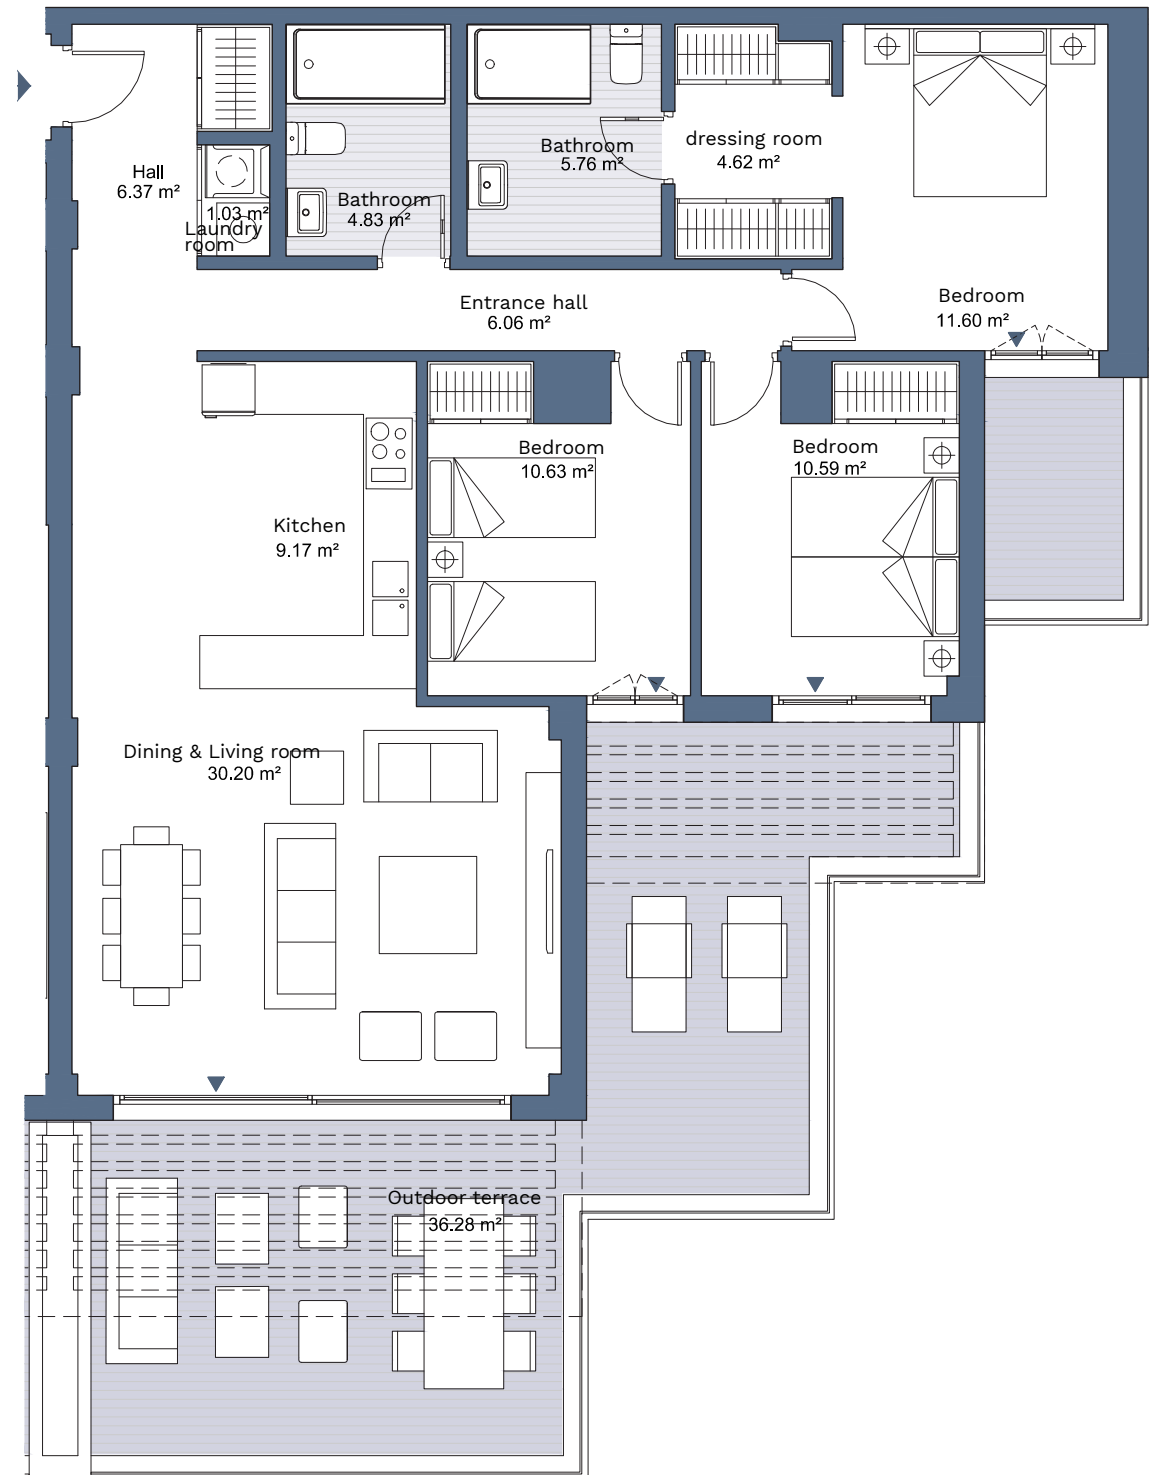 Hall
6.37 m²
1.03 m²
Laundry
room
Bathroom
4.83 m²
Bathroom
5.76 m²
dressing room
4.62 m²
Bedroom
11.60 m²
Entrance hall
6.06 m²
Bedroom
10.63 m²
Bedroom
10.59 m²
Kitchen
9.17 m²
Dining & Living room
30.20 m²
Outdoor terrace
36.28 m²